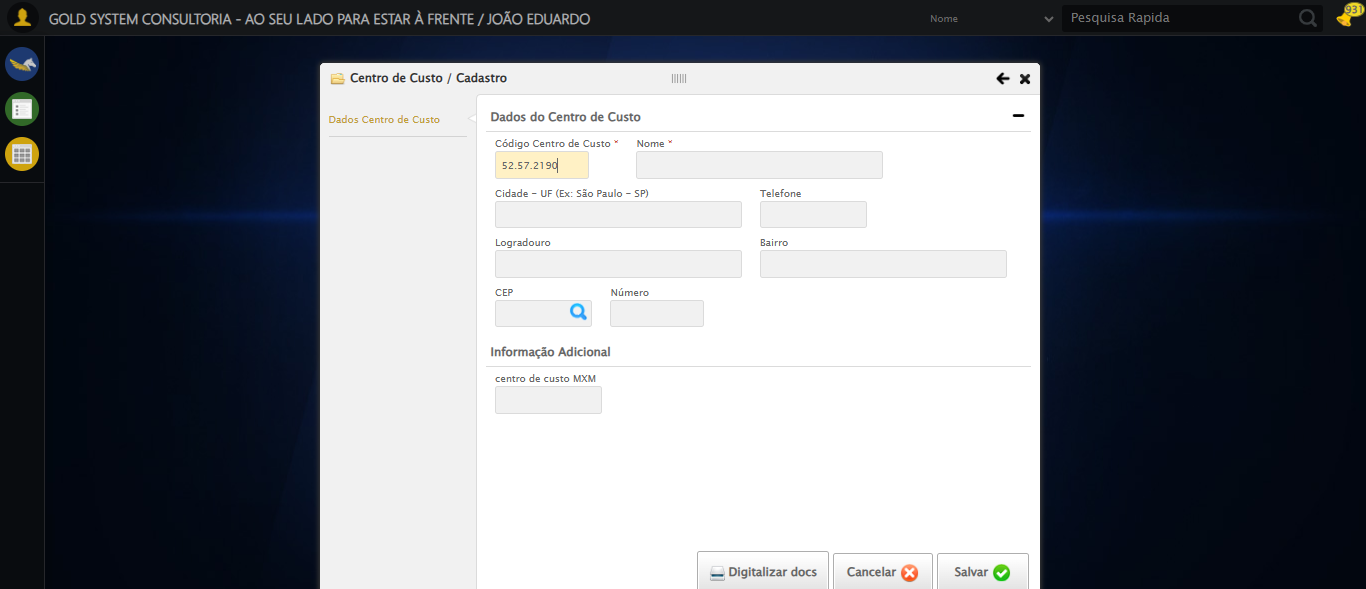 GOLD SYSTEM CONSULTORIA - AO SEU LADO PARA ESTAR À FRENTE / JOÃO EDUARDO
Nome
Pesquisa Rapida
931
Centro de Custo / Cadastro
Dados Centro de Custo
Dados do Centro de Custo
Código Centro de Custo * Nome *
52.57.2190
Cidade - UF (Ex: São Paulo - SP) Telefone
Logradouro Bairro
CEP Número
Informação Adicional
centro de custo MXM
Digitalizar docs Cancelar Salvar